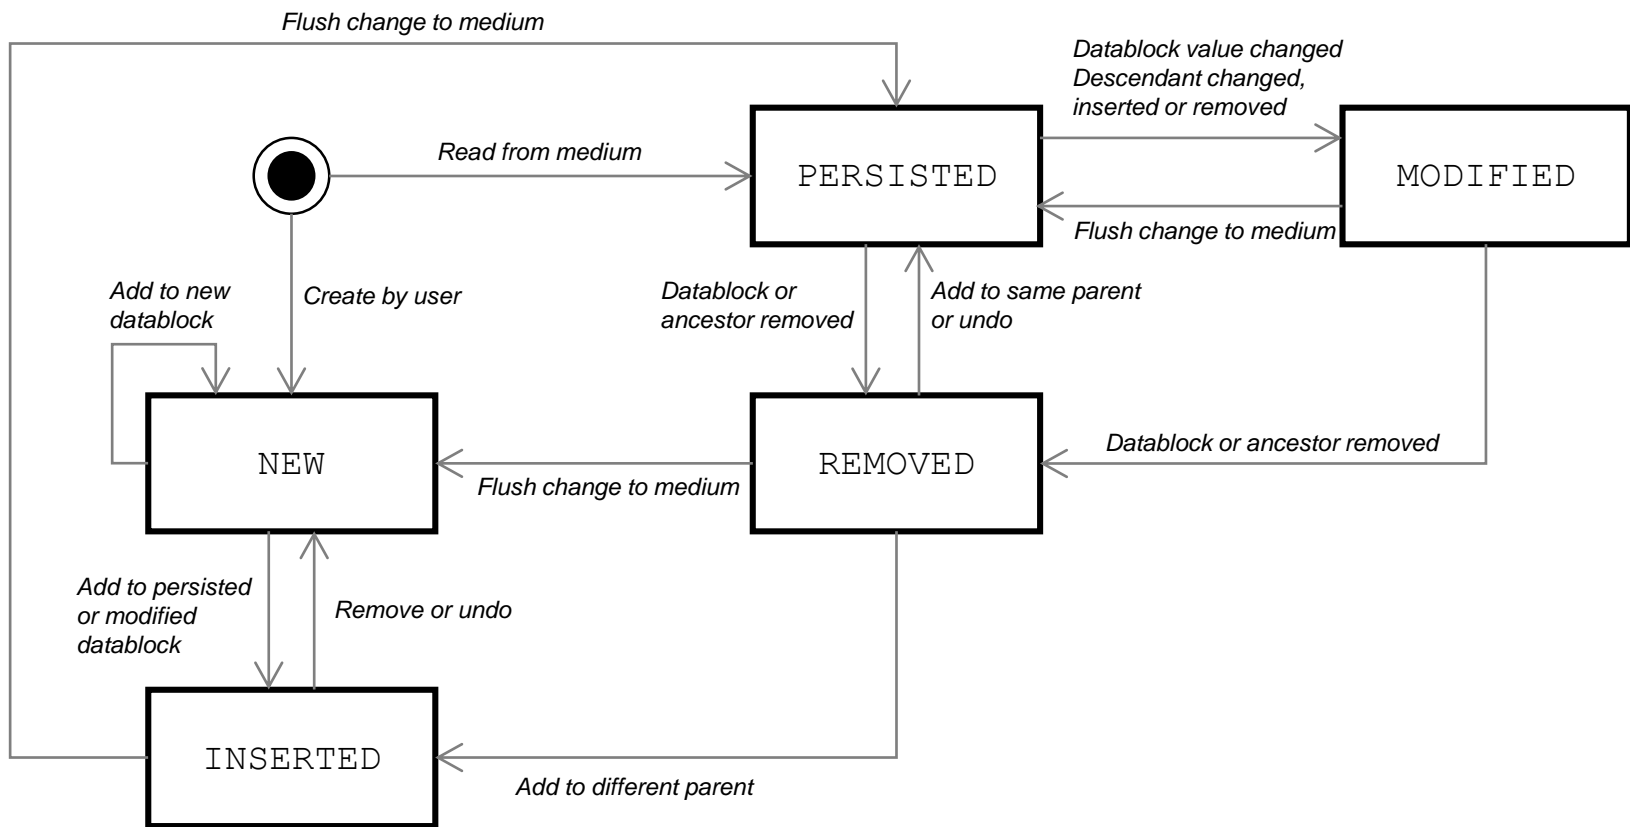 Flush change to medium
Datablock value changed
Descendant changed,
inserted or removed
Read from medium
PERSISTED
MODIFIED
Flush change to medium
Add to new
datablock
Create by user
Datablock or
ancestor removed
Add to same parent
or undo
NEW
REMOVED
Datablock or ancestor removed
Flush change to medium
Add to persisted
or modified
datablock
Remove or undo
INSERTED
Add to different parent